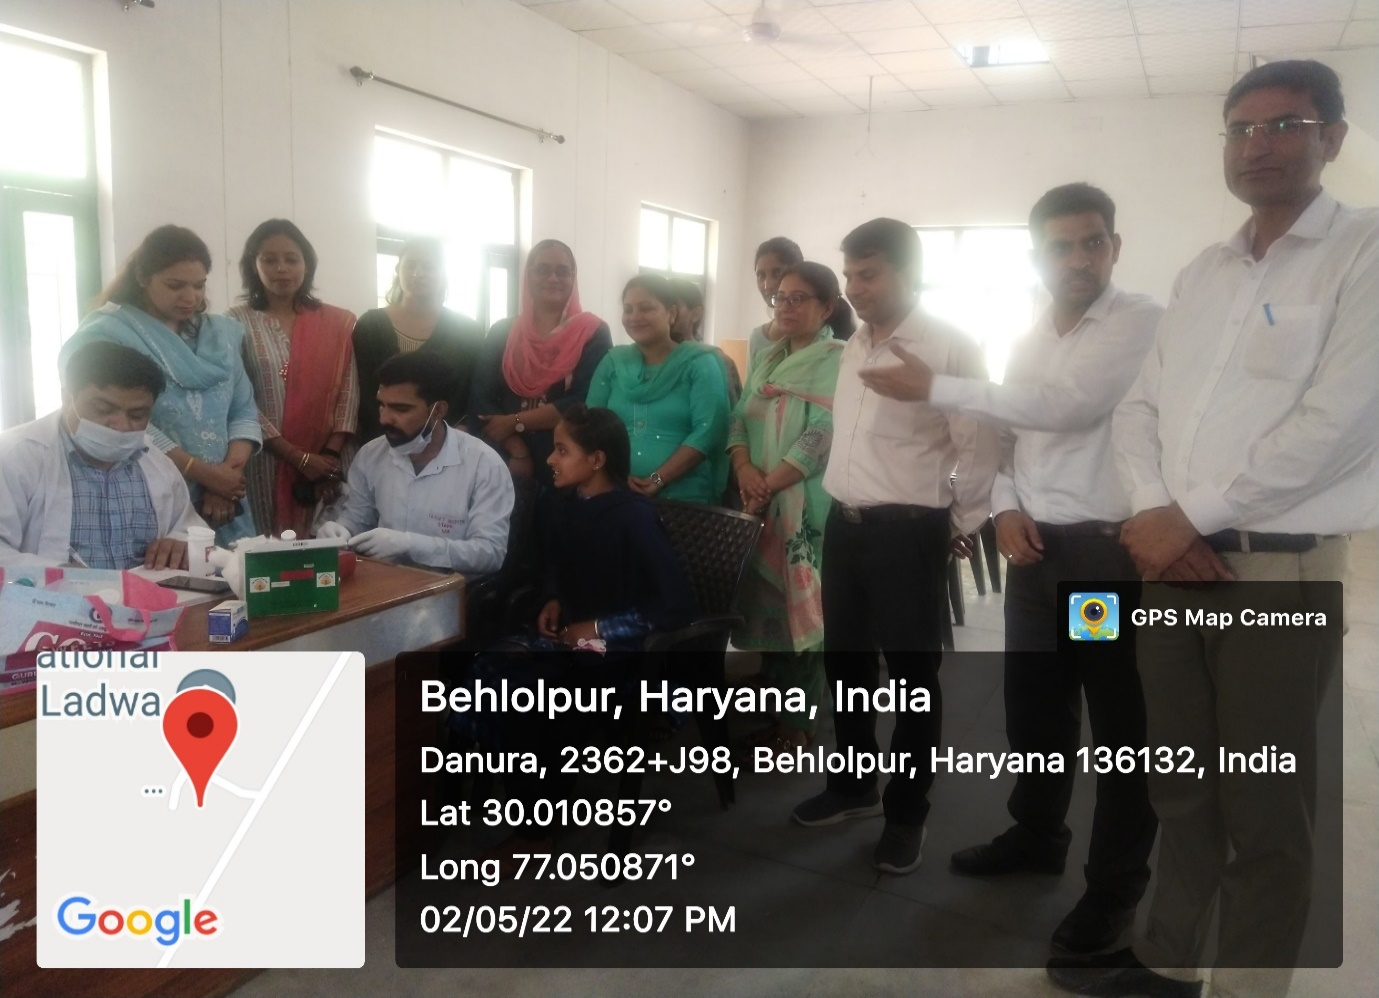 GPS Map Camera
ational
Ladwa
...
Google
Behlolpur, Haryana, India
Danura, 2362+J98, Behlolpur, Haryana 136132, India
Lat 30.010857°
Long 77.050871°
02/05/22 12:07 PM